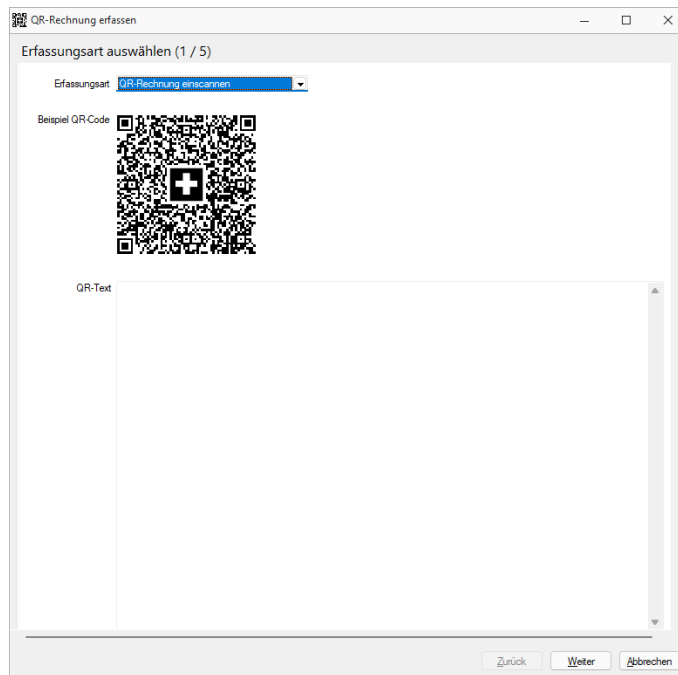 QR-Rechnung erfassen
Erfassungsart auswählen (1 / 5)
Erfassungsart QR-Rechnung einscannen
Beispiel QR-Code
QR-Text
Zurück Weiter Abbrechen